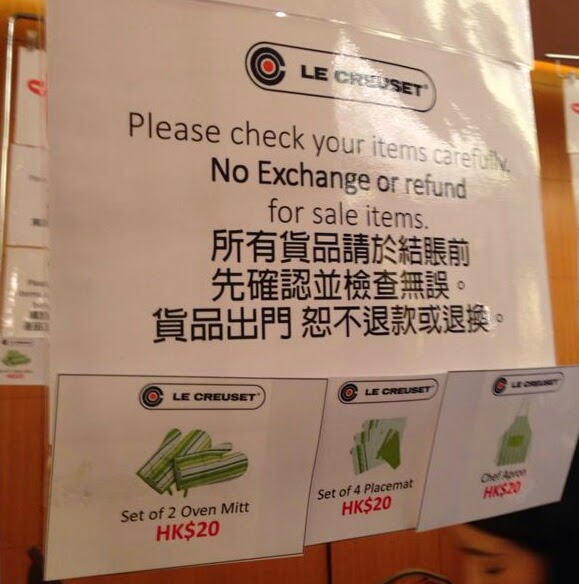 LE CREUSET
Please check your items carefully.
No Exchange or refund
for sale items.
所有貨品請於結賬前
先確認並檢查無誤。
貨品出門 恕不退款或退換。
LE CREUSET
Set of 2 Oven Mitt
HK$20
LE CREUSET
Set of 4 Placemat
HK$20
LE CREUSET
Chef Apron
HK$20